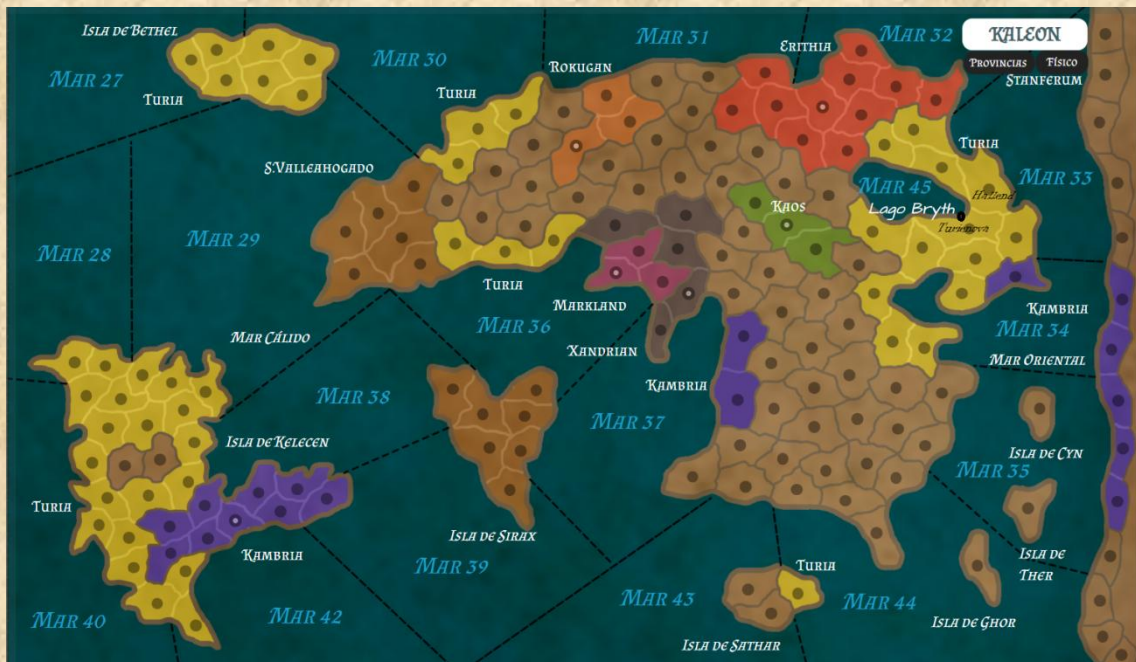 Isla de Bethel
Mar 27
Turia
Mar 30
Mar 31
Erithia
Mar 32
Kaleon
Provincias
Físico
Stanferum
Rokugan
Turia
Turia
S.Valleahogado
Mar 45
Mar 33
Lago Bryth
Haliend
Turianova
Kaos
Mar 28
Mar 29
Turia
Markland
Kambria
Mar 36
Mar 34
Mar Cálido
Xandrian
Mar Oriental
Kambria
Mar 38
Mar 37
Isla de Kelecen
Isla de Cyn
Mar 35
Turia
Isla de Sirax
Isla de
Ther
Kambria
Mar 39
Turia
Mar 40
Mar 42
Mar 43
Mar 44
Isla de Ghor
Isla de Sathar